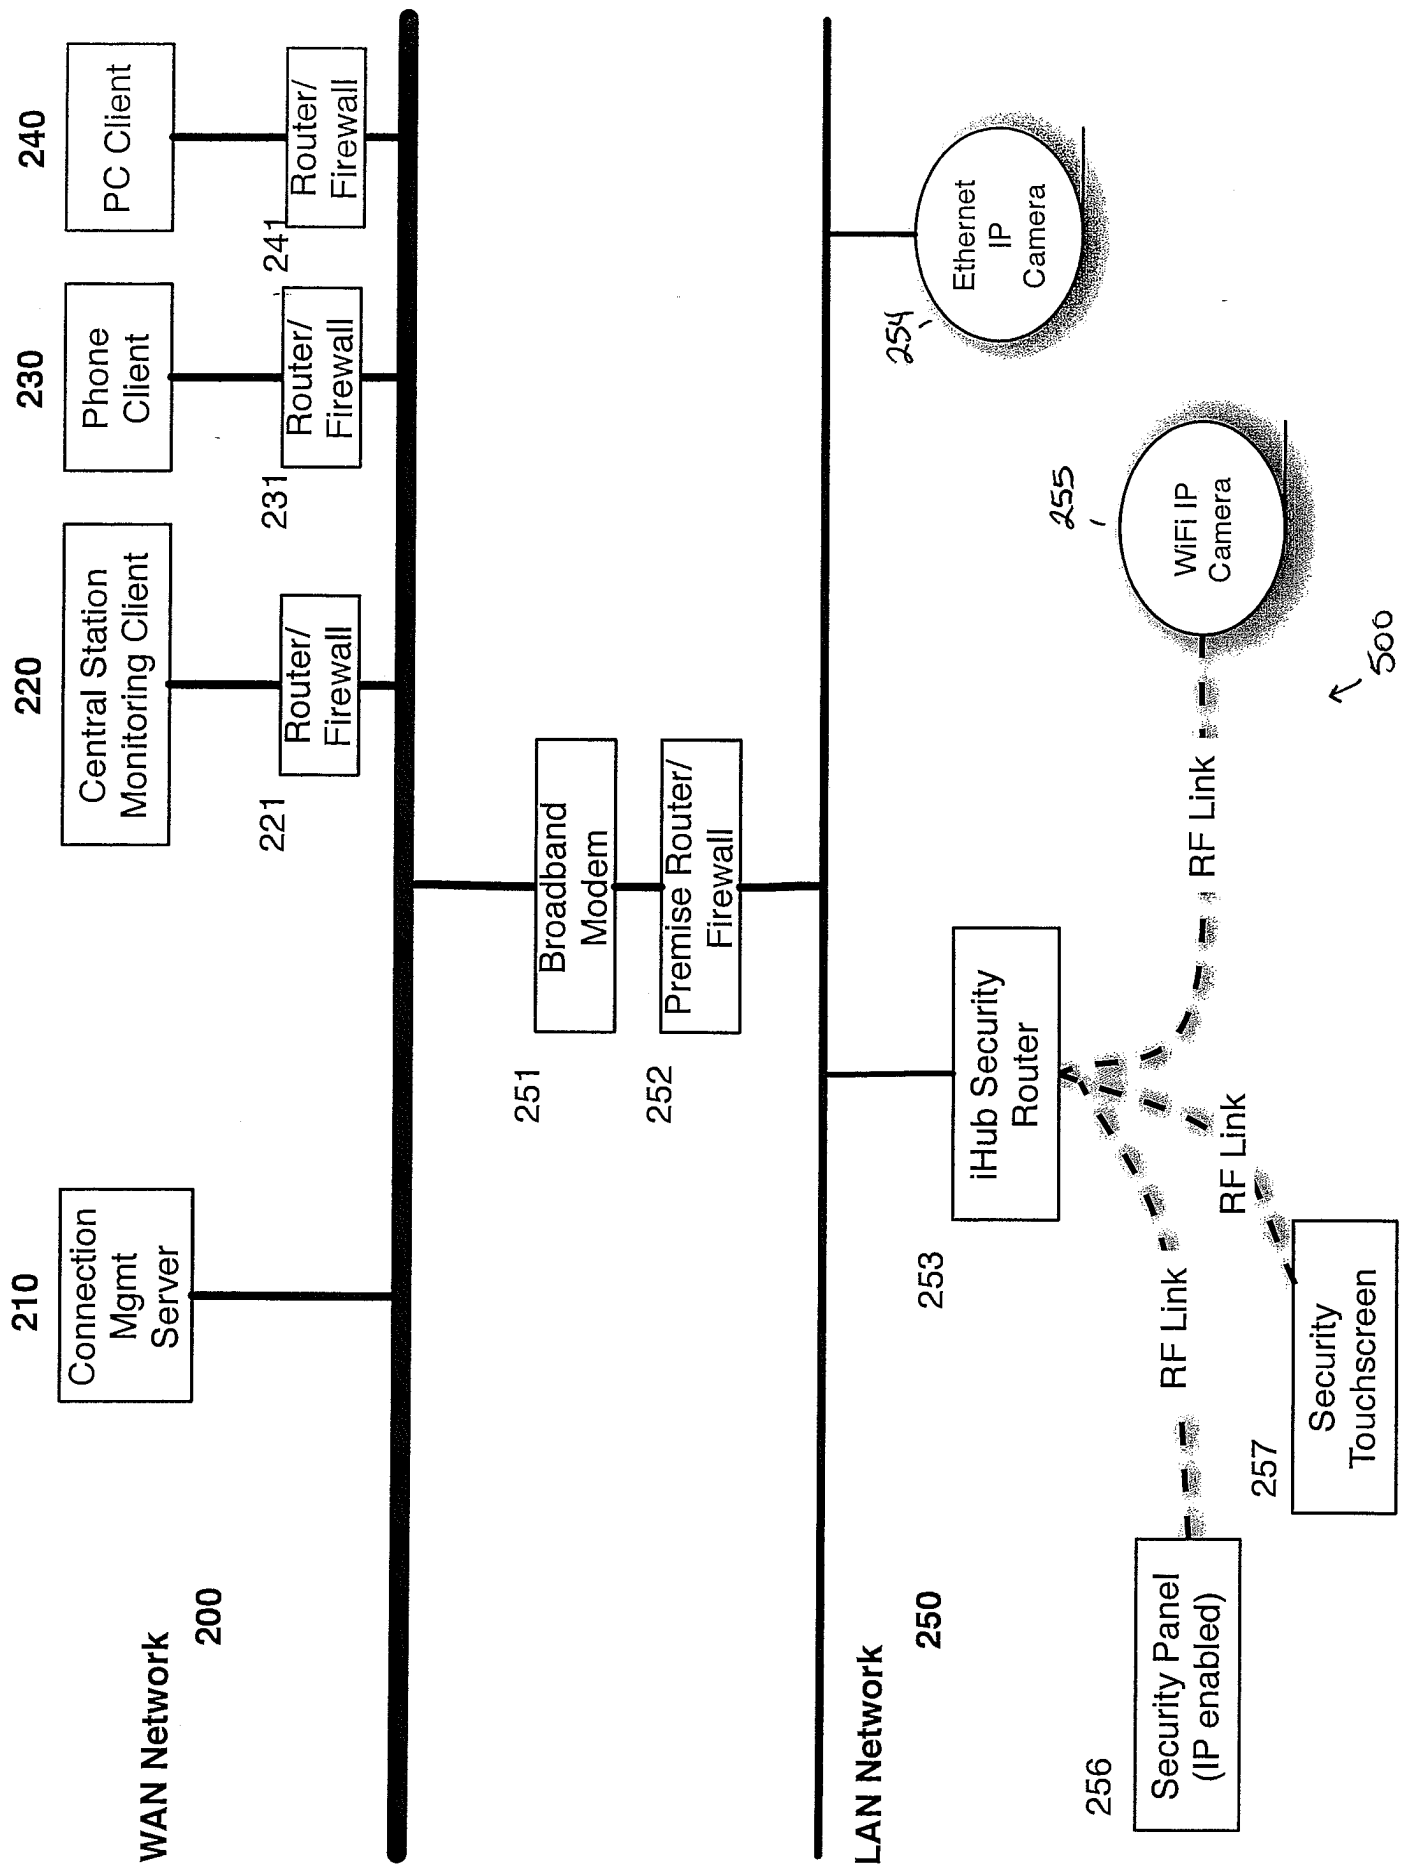 WAN Network
200
210
Connection
Mgmt
Server
220
Central Station
Monitoring Client
221
Router/
Firewall
230
Phone
Client
231
Router/
Firewall
240
PC Client
241
Router/
Firewall
251
Broadband
Modem
252
Premise Router/
Firewall
LAN Network
250
253
iHub Security
Router
254
Ethernet
IP
Camera
255
WiFi IP
Camera
RF Link
RF Link
RF Link
256
Security Panel
(IP enabled)
257
Security
Touchscreen
500